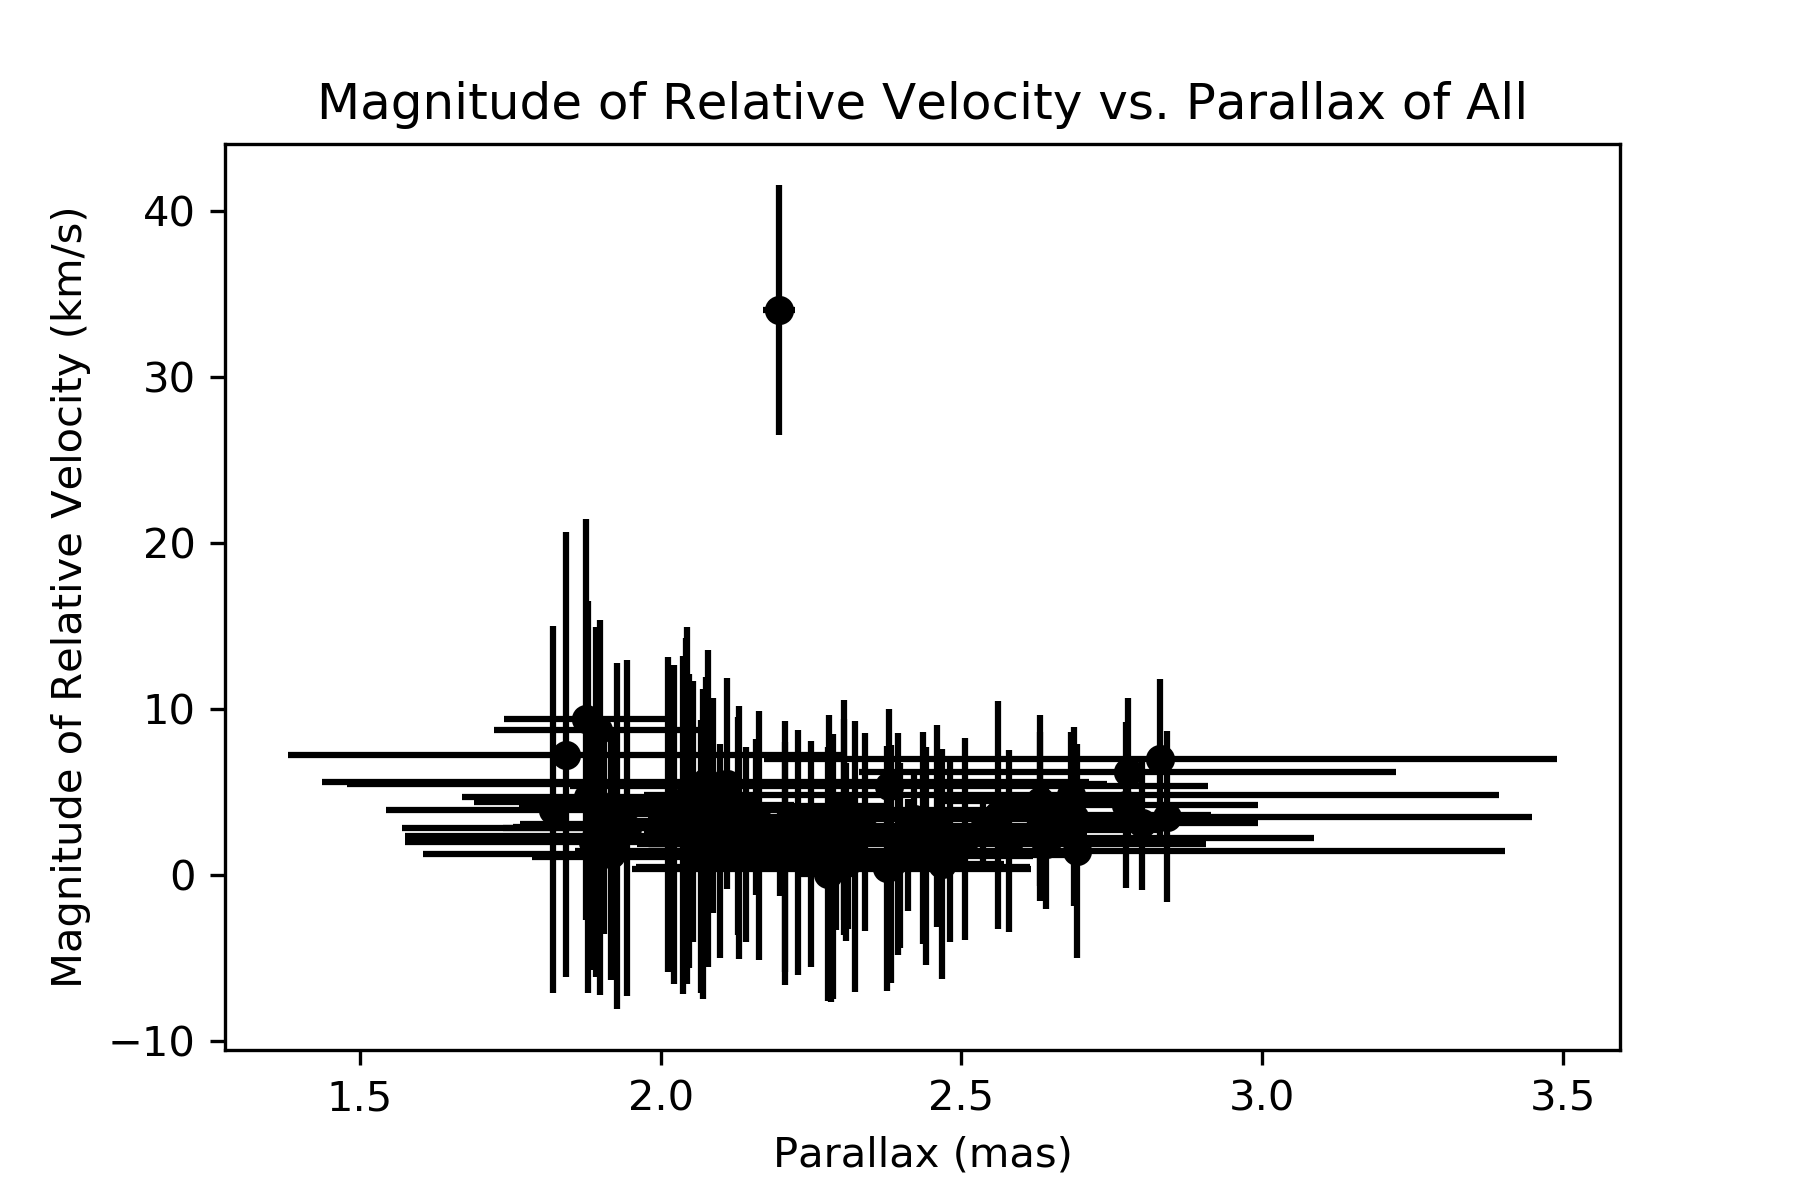 Magnitude of Relative Velocity vs. Parallax of All
Magnitude of Relative Velocity (km/s)
40
30
20
10
0
−10
1.5 2.0 2.5 3.0 3.5
Parallax (mas)